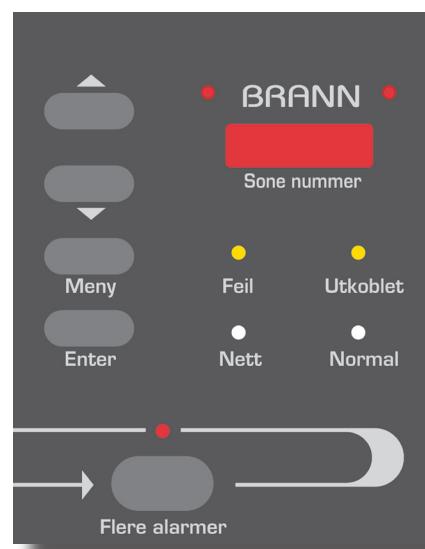 BRANN
Sone nummer
Meny
Feil
Utkoblet
Enter
Nett
Normal
Flere alarmer